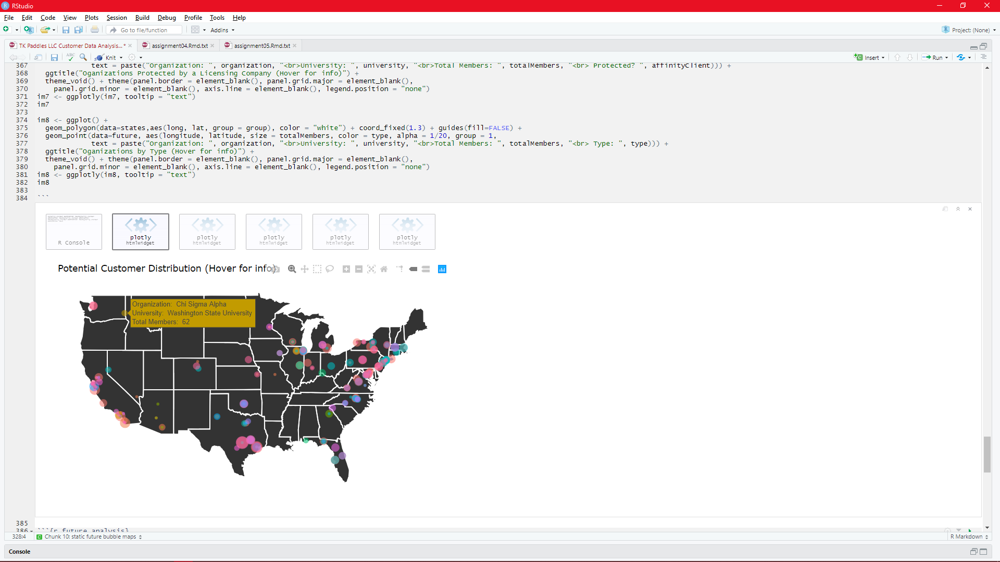 RStudio
File Edit Code View Plots Session Build Debug Profile Tools Help
Go to file/function Addins Project: (None)
TK Paddles LLC Customer Data Analysis...* assignment04.Rmd.txt assignment05.Rmd.txt
ABC Knit Insert Run
367 text = paste("Organization: ", organization, "<br>University: ", university, "<br>Total Members: ", totalMembers, "<br> Protected? ", affinityClient))) +
368 ggtitle("Oganizations Protected by a Licensing Company (Hover for info)") +
369 theme_void() + theme(panel.border = element_blank(), panel.grid.major = element_blank(),
370 panel.grid.minor = element_blank(), axis.line = element_blank(), legend.position = "none")
371 im7 <- ggplotly(im7, tooltip = "text")
372 im7
373
374 im8 <- ggplot() +
375 geom_polygon(data=states,aes(long, lat, group = group), color = "white") + coord_fixed(1.3) + guides(fill=FALSE) +
376 geom_point(data=future, aes(longitude, latitude, size = totalMembers, color = type, alpha = 1/20, group = 1,
377 text = paste("Organization: ", organization, "<br>University: ", university, "<br>Total Members: ", totalMembers, "<br> Type: ", type))) +
378 ggtitle("Oganizations by Type (Hover for info)") +
379 theme_void() + theme(panel.border = element_blank(), panel.grid.major = element_blank(),
380 panel.grid.minor = element_blank(), axis.line = element_blank(), legend.position = "none")
381 im8 <- ggplotly(im8, tooltip = "text")
382 im8
383
384 ```
R Console plotly plotly plotly plotly plotly
htmlwidget htmlwidget htmlwidget htmlwidget htmlwidget
Potential Customer Distribution (Hover for info)
Organization: Chi Sigma Alpha
University: Washington State University
Total Members: 62
385
386 ```{r future analysis}
328:4 Chunk 10: static future bubble maps R Markdown
Console